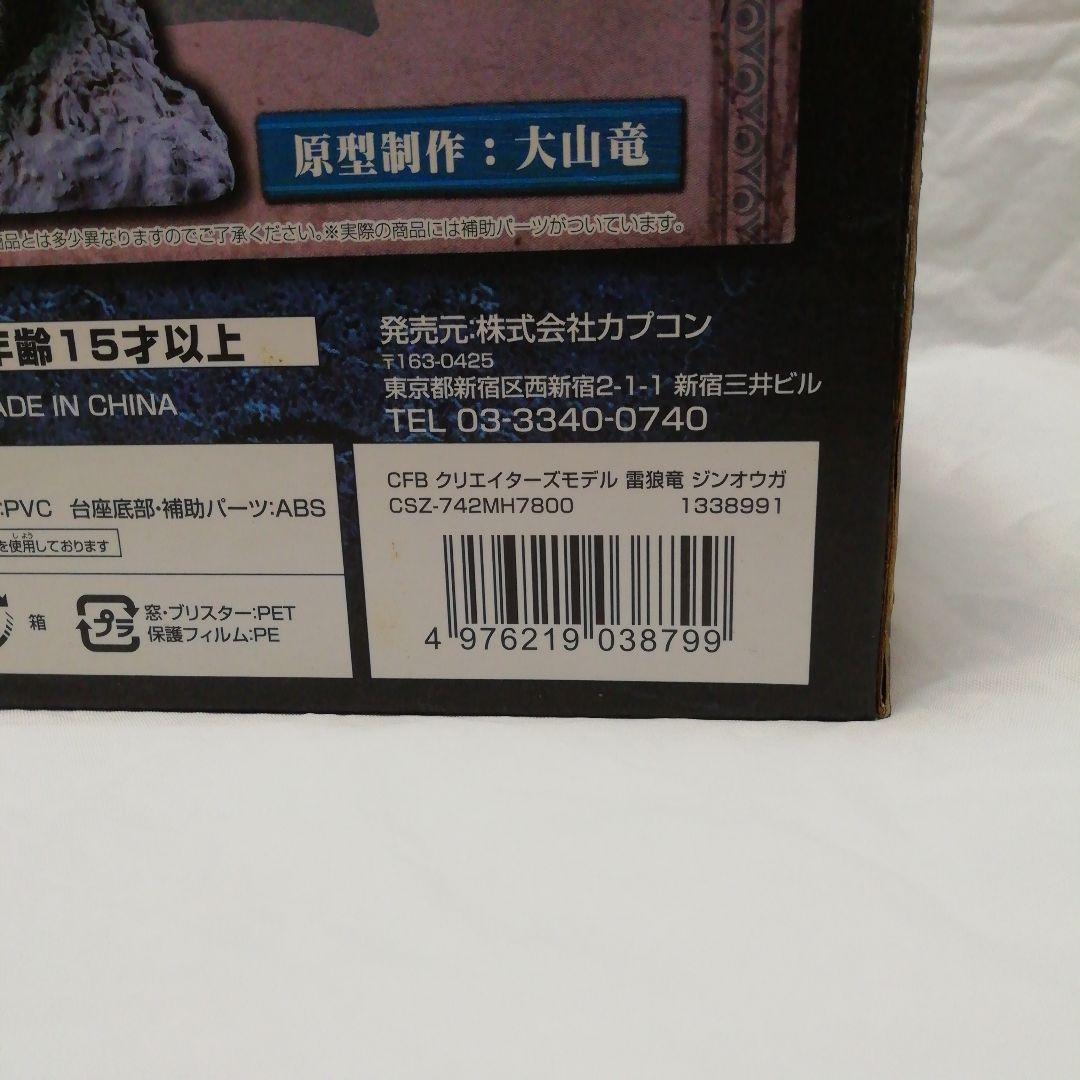 原型制作:大山竜
商品とは多少異なりますのでご了承ください。※実際の商品には補助パーツがついています。
年齢15才以上
ADE IN CHINA
発売元:株式会社カプコン
〒163-0425
東京都新宿区西新宿2-1-1 新宿三井ビル
TEL 03-3340-0740
:PVC 台座底部・補助パーツ:ABS
を使用しております
しよう
箱
プラ
窓・ブリスター:PET
保護フィルム:PE
CFB クリエイターズモデル 雷狼竜 ジンオウガ
CSZ-742MH7800 1338991
4 976219 038799